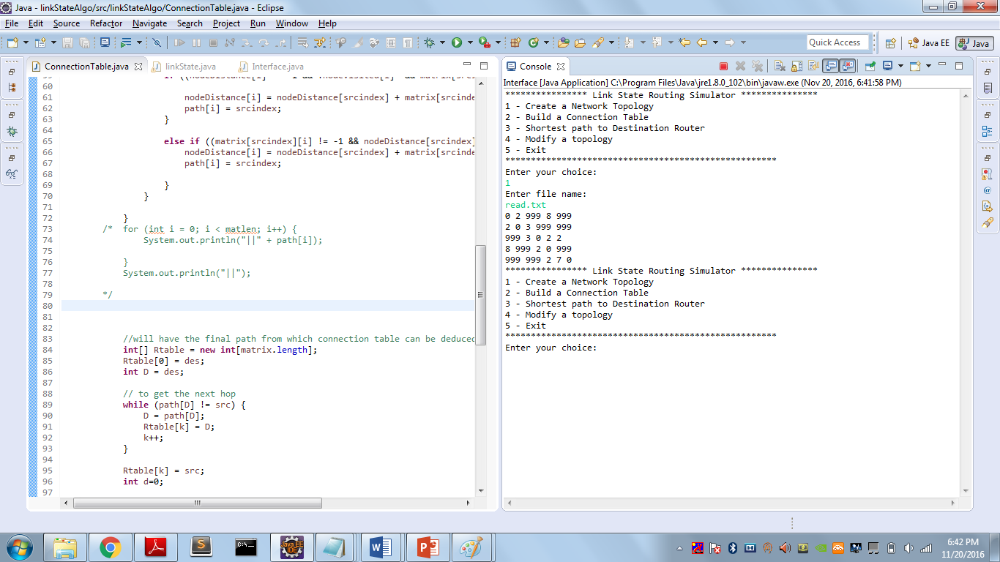 Java - linkStateAlgo/src/linkStateAlgo/ConnectionTable.java - Eclipse
File Edit Source Refactor Navigate Search Project Run Window Help
Quick Access
Java EE
Java
ConnectionTable.java
linkState.java
Interface.java
60
61 nodeDistance[i] = nodeDistance[srcindex] + matrix[srcinde
62 path[i] = srcindex;
63 }
64
65 else if ((matrix[srcindex][i] != -1 && nodeDistance[srcindex]
66 nodeDistance[i] = nodeDistance[srcindex] + matrix[srcinde
67 path[i] = srcindex;
68
69 }
70 }
71
72 }
73 /* for (int i = 0; i < matlen; i++) {
74 System.out.println("||" + path[i]);
75
76 }
77 System.out.println("||");
78
79 */
80
81
82
83 //will have the final path from which connection table can be deduced
84 int[] Rtable = new int[matrix.length];
85 Rtable[0] = des;
86 int D = des;
87
88 // to get the next hop
89 while (path[D] != src) {
90 D = path[D];
91 Rtable[k] = D;
92 k++;
93 }
94
95 Rtable[k] = src;
96 int d=0;
97
Console
Interface [Java Application] C:\Program Files\Java\jre1.8.0_102\bin\javaw.exe (Nov 20, 2016, 6:41:58 PM)
**************** Link State Routing Simulator ***************
1 - Create a Network Topology
2 - Build a Connection Table
3 - Shortest path to Destination Router
4 - Modify a topology
5 - Exit
*****************************************************
Enter your choice:
1
Enter file name:
read.txt
0 2 999 8 999
2 0 3 999 999
999 3 0 2 2
8 999 2 0 999
999 999 2 7 0
**************** Link State Routing Simulator ***************
1 - Create a Network Topology
2 - Build a Connection Table
3 - Shortest path to Destination Router
4 - Modify a topology
5 - Exit
*****************************************************
Enter your choice:
6:42 PM
11/20/2016